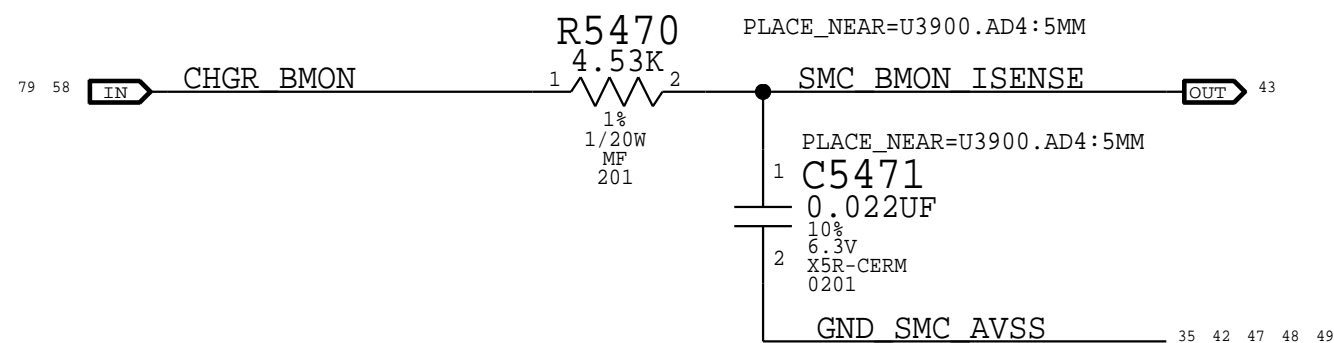 R5470
PLACE_NEAR=U3900.AD4:5MM
4.53K
79 58 IN CHGR_BMON 1 2 SMC_BMON_ISENSE OUT 43
1%
1/20W
MF
201
PLACE_NEAR=U3900.AD4:5MM
1 C5471
0.022UF
10%
6.3V
2 X5R-CERM
0201
GND_SMC_AVSS 35 42 47 48 49